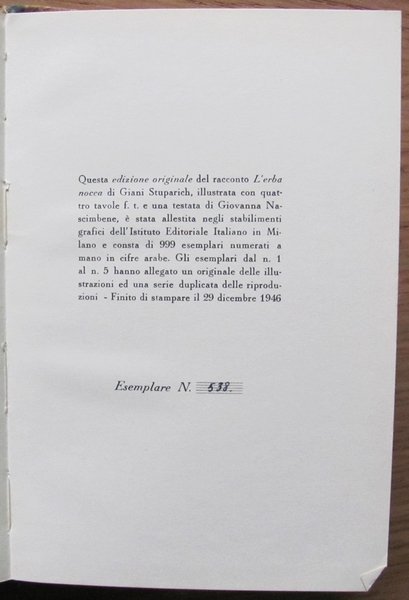 Questa edizione originale del racconto L'erba
nocca di Giani Stuparich, illustrata con quat-
tro tavole f. t. e una testata di Giovanna Na-
scimbene, è stata allestita negli stabilimenti
grafici dell'Istituto Editoriale Italiano in Mi-
lano e consta di 999 esemplari numerati a
mano in cifre arabe. Gli esemplari dal n. 1
al n. 5 hanno allegato un originale delle illu-
strazioni ed una serie duplicata delle riprodu-
zioni - Finito di stampare il 29 dicembre 1946
Esemplare N. 538